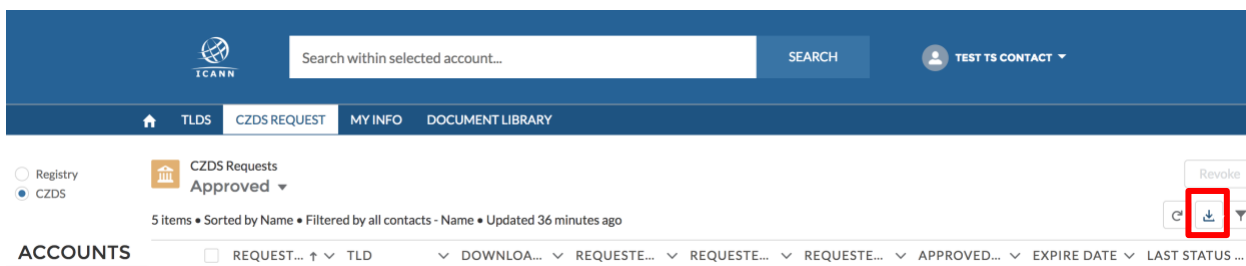 ICANN
Search within selected account...
SEARCH
TEST TS CONTACT
TLDS CZDS REQUEST MY INFO DOCUMENT LIBRARY
Registry
CZDS
CZDS Requests
Approved
Revoke
5 items • Sorted by Name • Filtered by all contacts - Name • Updated 36 minutes ago
ACCOUNTS
REQUEST... ↑ TLD DOWNLOA... REQUESTE... REQUESTE... REQUESTE... APPROVED... EXPIRE DATE LAST STATUS ...